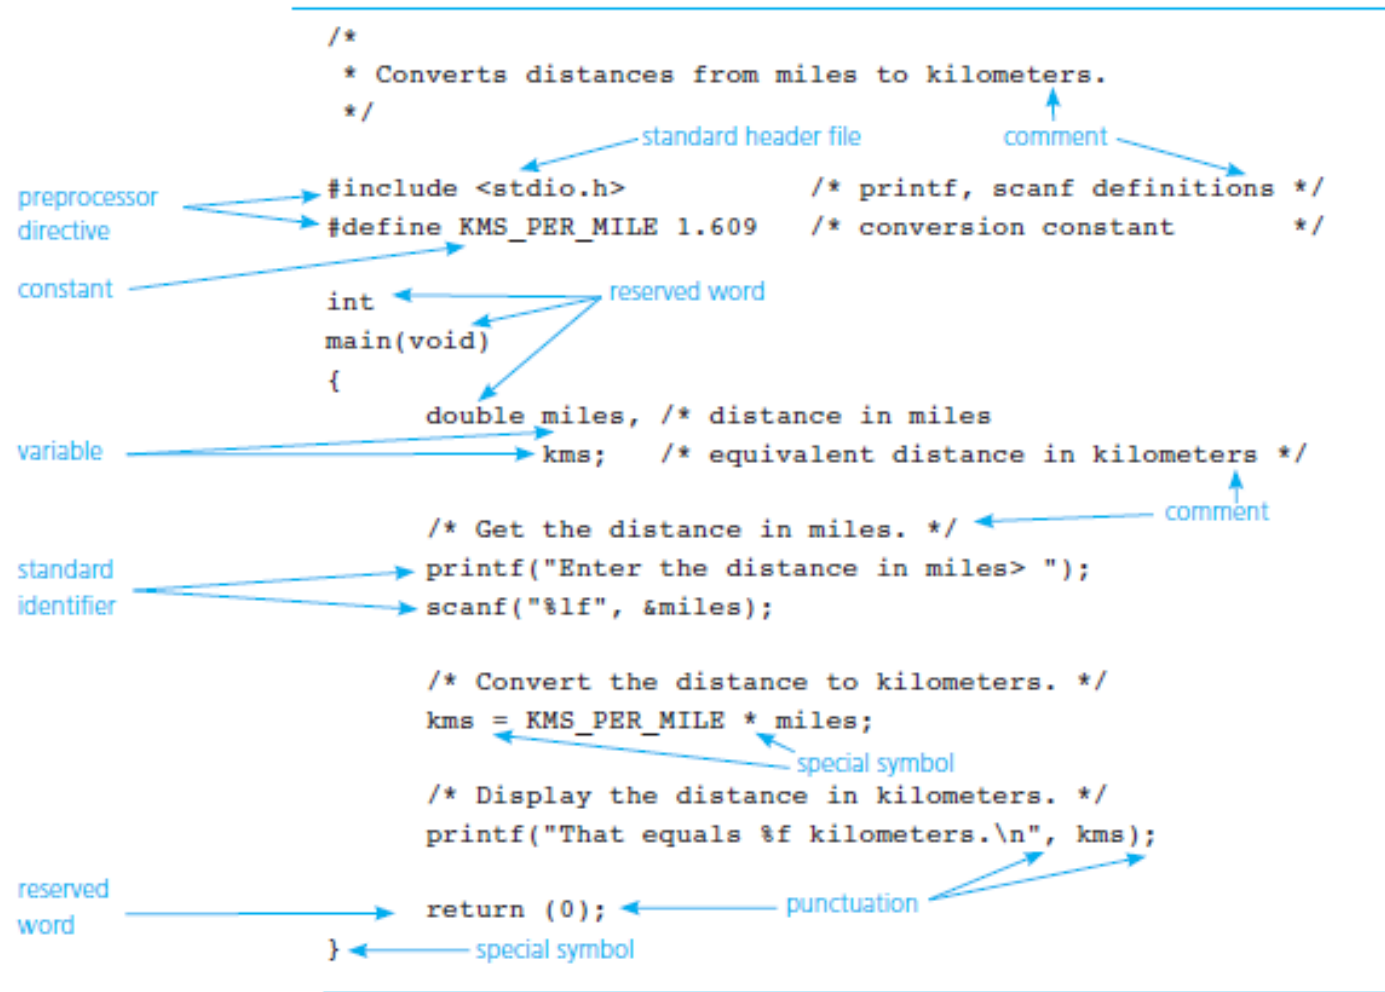 /*
 * Converts distances from miles to kilometers.
 */
standard header file comment
preprocessor
directive
#include <stdio.h> /* printf, scanf definitions */
#define KMS_PER_MILE 1.609 /* conversion constant */
constant
reserved word
int
main(void)
{
double miles, /* distance in miles
variable
kms; /* equivalent distance in kilometers */
comment
/* Get the distance in miles. */
standard
identifier
printf("Enter the distance in miles> ");
scanf("%lf", &miles);
/* Convert the distance to kilometers. */
kms = KMS_PER_MILE * miles;
special symbol
/* Display the distance in kilometers. */
printf("That equals %f kilometers.\n", kms);
reserved
word
punctuation
return (0);
}
special symbol